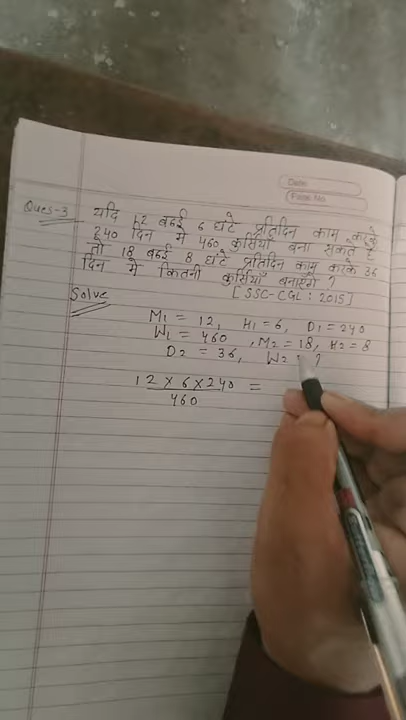 Date:
Page No.
Ques-3 यदि 12 बढई 6 घंटे प्रतिदिन काम करके
240 दिन में 460 कुर्सियाँ बना सकते है
तो 18 बढई 8 घंटे प्रतिदिन काम करके 36
दिन में कितनी कुर्सियाँ बनाएंगे ?
[SSC-CGL : 2015]
Solve
M1 = 12, H1 = 6, D1 = 240
W1 = 460 , M2 = 18, H2 = 8
D2 = 36, W2 = ?
12 × 6 × 240 =
460